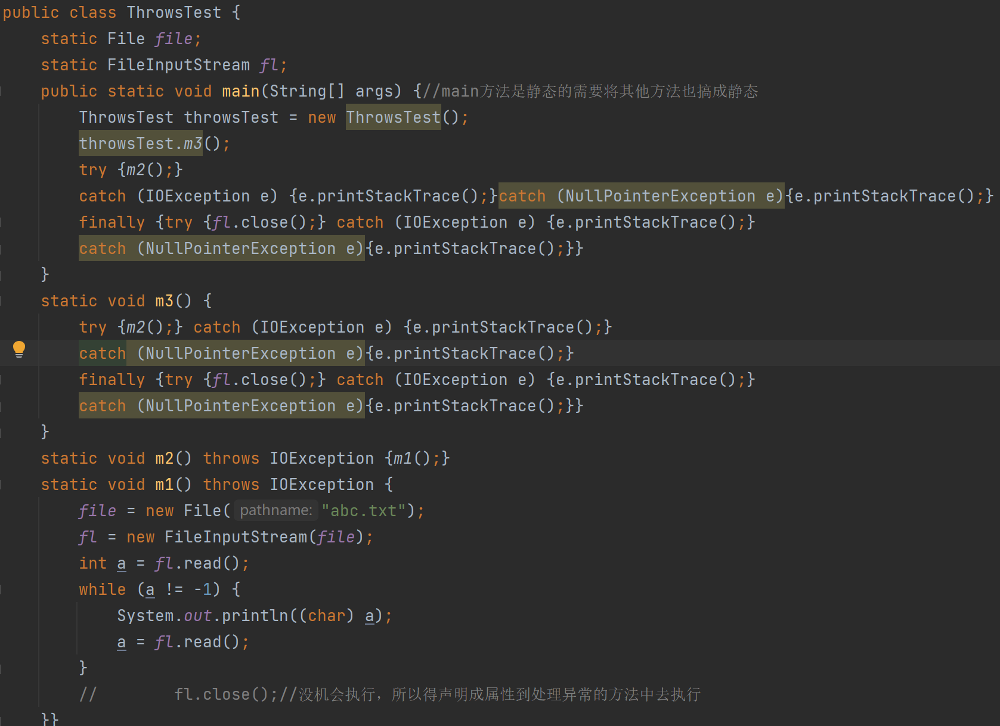 public class ThrowsTest {
    static File file;
    static FileInputStream fl;
    public static void main(String[] args) {//main方法是静态的需要将其他方法也搞成静态
        ThrowsTest throwsTest = new ThrowsTest();
        throwsTest.m3();
        try {m2();}
        catch (IOException e) {e.printStackTrace();}catch (NullPointerException e){e.printStackTrace();}
        finally {try {fl.close();} catch (IOException e) {e.printStackTrace();}
        catch (NullPointerException e){e.printStackTrace();}}
    }
    static void m3() {
        try {m2();} catch (IOException e) {e.printStackTrace();}
        catch (NullPointerException e){e.printStackTrace();}
        finally {try {fl.close();} catch (IOException e) {e.printStackTrace();}
        catch (NullPointerException e){e.printStackTrace();}}
    }
    static void m2() throws IOException {m1();}
    static void m1() throws IOException {
        file = new File( pathname: "abc.txt");
        fl = new FileInputStream(file);
        int a = fl.read();
        while (a != -1) {
            System.out.println((char) a);
            a = fl.read();
        }
        //        fl.close();//没机会执行，所以得声明成属性到处理异常的方法中去执行
    }}